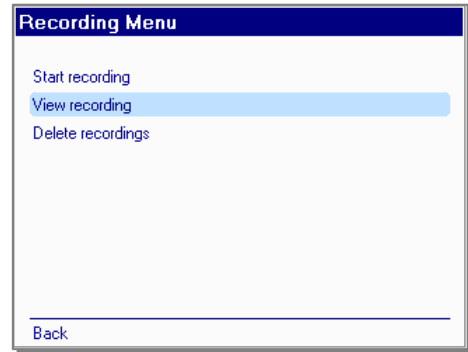 Recording Menu
Start recording
View recording
Delete recordings
Back